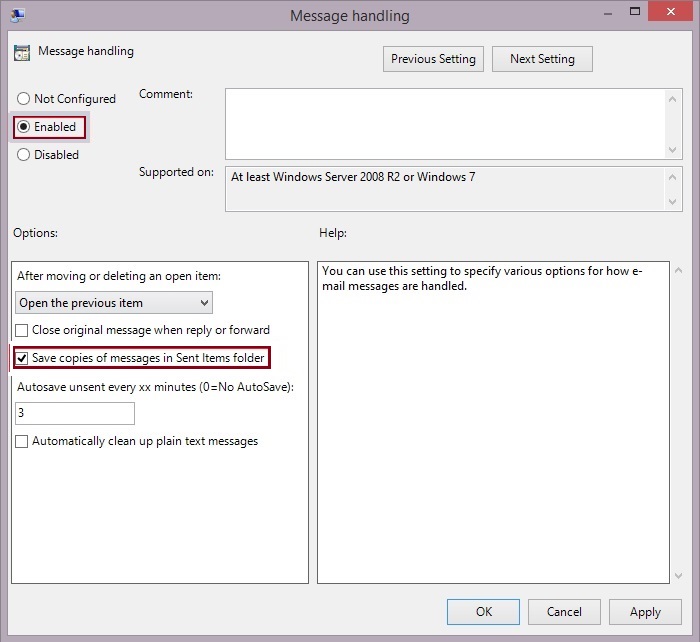 Message handling
Message handling
Previous Setting
Next Setting
Not Configured
Enabled
Disabled
Comment:
Supported on:
At least Windows Server 2008 R2 or Windows 7
Options:
Help:
After moving or deleting an open item:
Open the previous item
Close original message when reply or forward
Save copies of messages in Sent Items folder
Autosave unsent every xx minutes (0=No AutoSave):
3
Automatically clean up plain text messages
You can use this setting to specify various options for how e-
mail messages are handled.
OK
Cancel
Apply